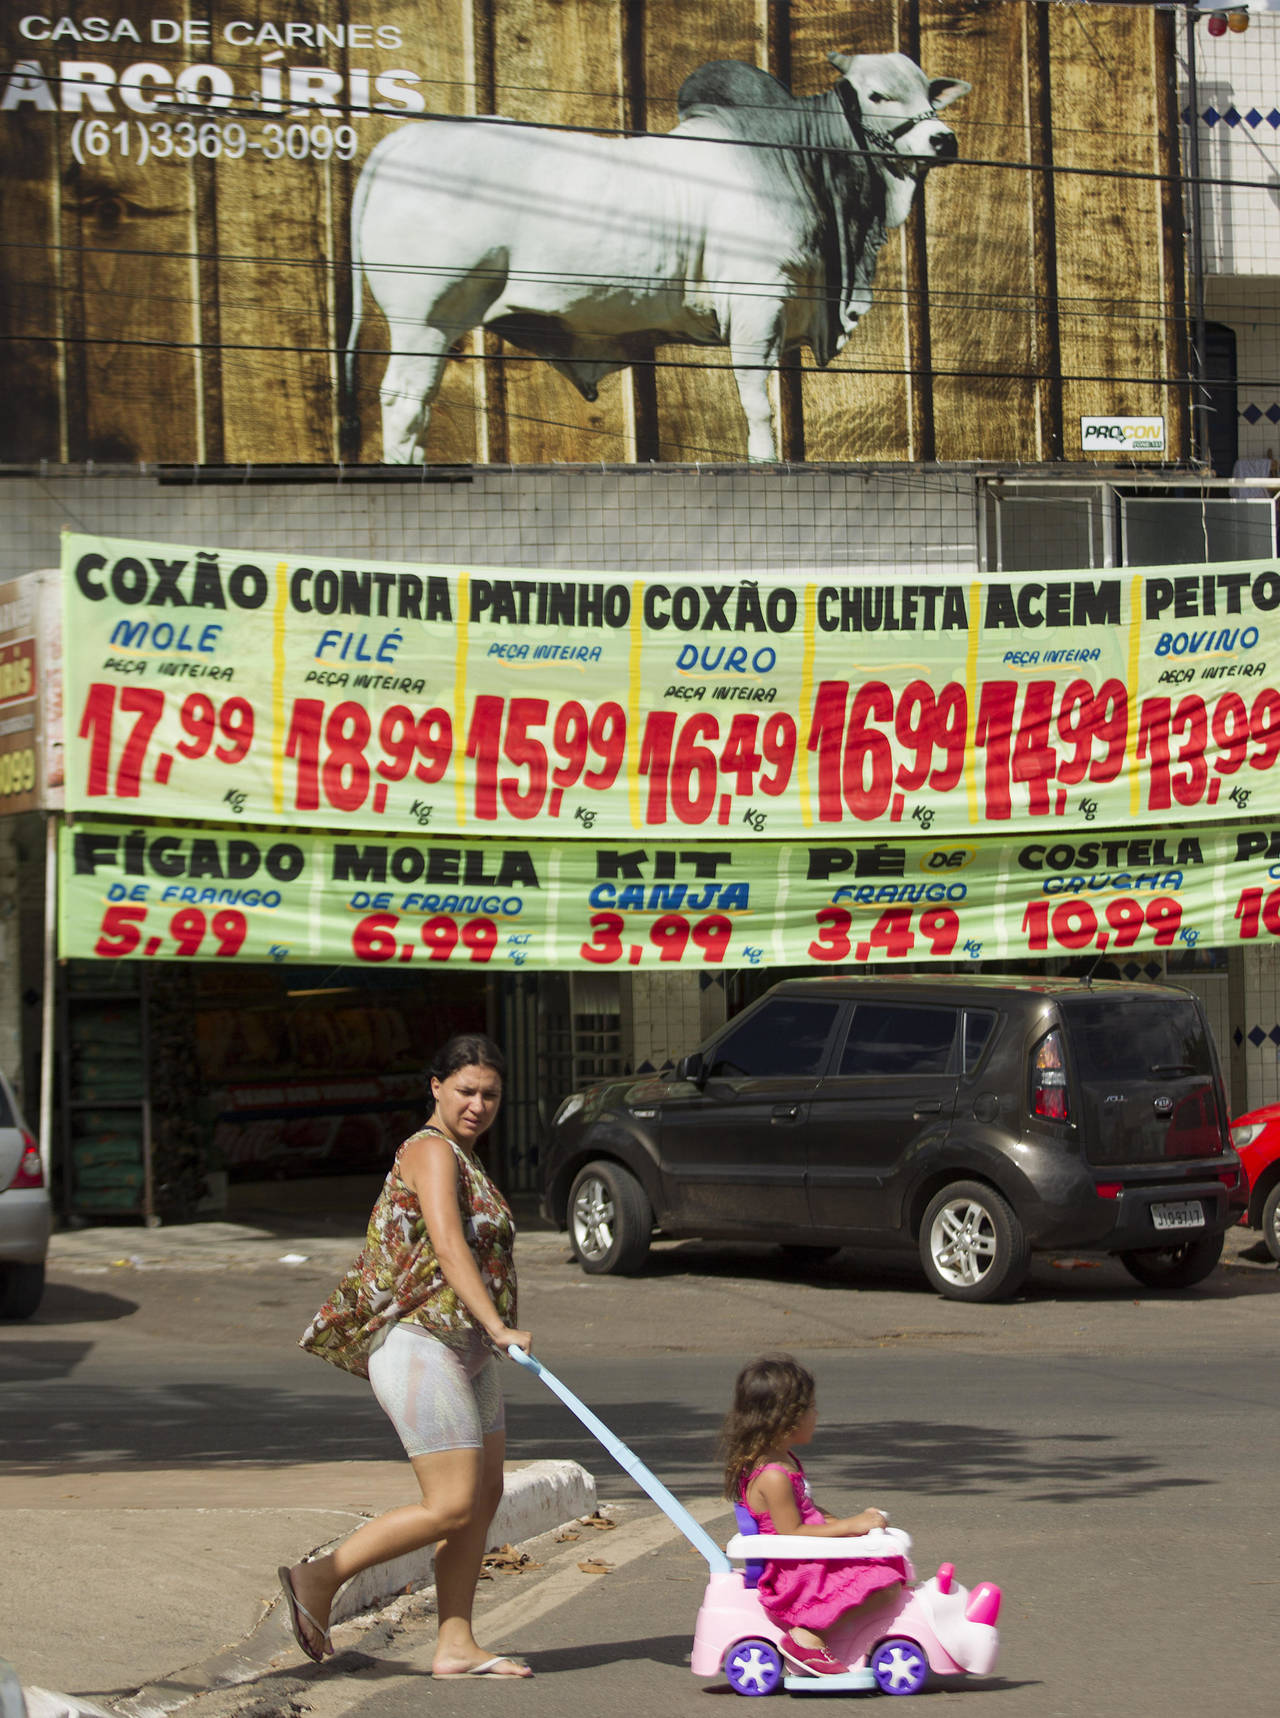 CASA DE CARNES
ARCO ÍRIS
(61)3369-3099
PROCON
COXÃO
MOLE
PEÇA INTEIRA
17,99
Kg
CONTRA
FILÉ
PEÇA INTEIRA
18,99
Kg
PATINHO
PEÇA INTEIRA
15,99
Kg
COXÃO
DURO
PEÇA INTEIRA
16,49
Kg
CHULETA
16,99
Kg
ACEM
PEÇA INTEIRA
14,99
Kg
PEITO
BOVINO
PEÇA INTEIRA
13,99
Kg
FÍGADO
DE FRANGO
5,99
Kg
MOELA
DE FRANGO
6,99
PCT
Kg
KIT
CANJA
3,99
Kg
PÉ DE
FRANGO
3,49
Kg
COSTELA
GAÚCHA
10,99
Kg
SOUL
KIA